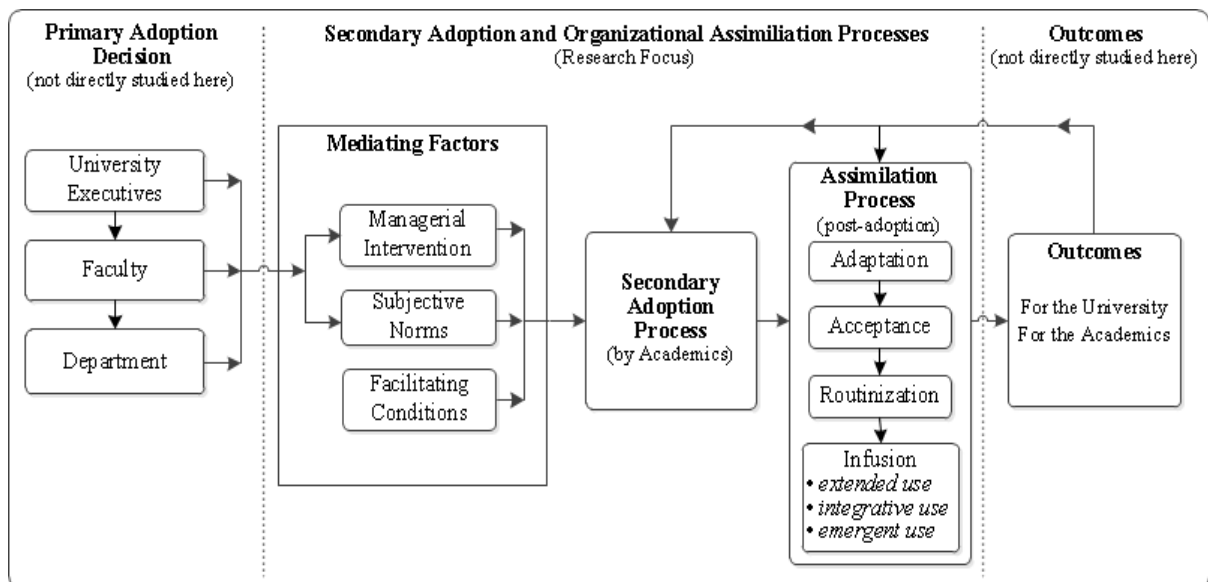 Primary Adoption
Decision
(not directly studied here)
Secondary Adoption and Organizational Assimiliation Processes
(Research Focus)
Outcomes
(not directly studied here)
University
Executives
Faculty
Department
Mediating Factors
Managerial
Intervention
Subjective
Norms
Facilitating
Conditions
Secondary
Adoption
Process
(by Academics)
Assimilation
Process
(post-adoption)
Adaptation
Acceptance
Routinization
Infusion
• extended use
• integrative use
• emergent use
Outcomes
For the University
For the Academics